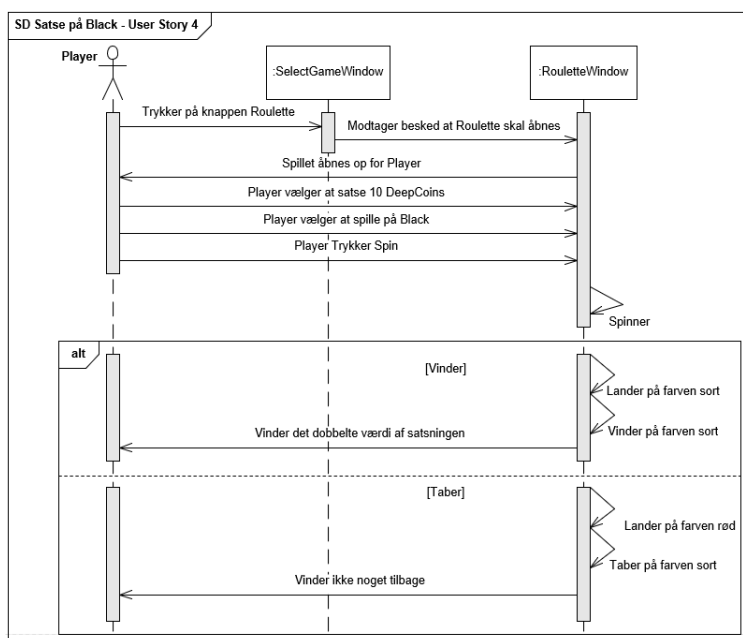 SD Satse på Black - User Story 4
Player
:SelectGameWindow
:RouletteWindow
Trykker på knappen Roulette
Modtager besked at Roulette skal åbnes
Spillet åbnes op for Player
Player vælger at satse 10 DeepCoins
Player vælger at spille på Black
Player Trykker Spin
Spinner
alt
[Vinder]
Lander på farven sort
Vinder på farven sort
Vinder det dobbelte værdi af satsningen
[Taber]
Lander på farven rød
Taber på farven sort
Vinder ikke noget tilbage